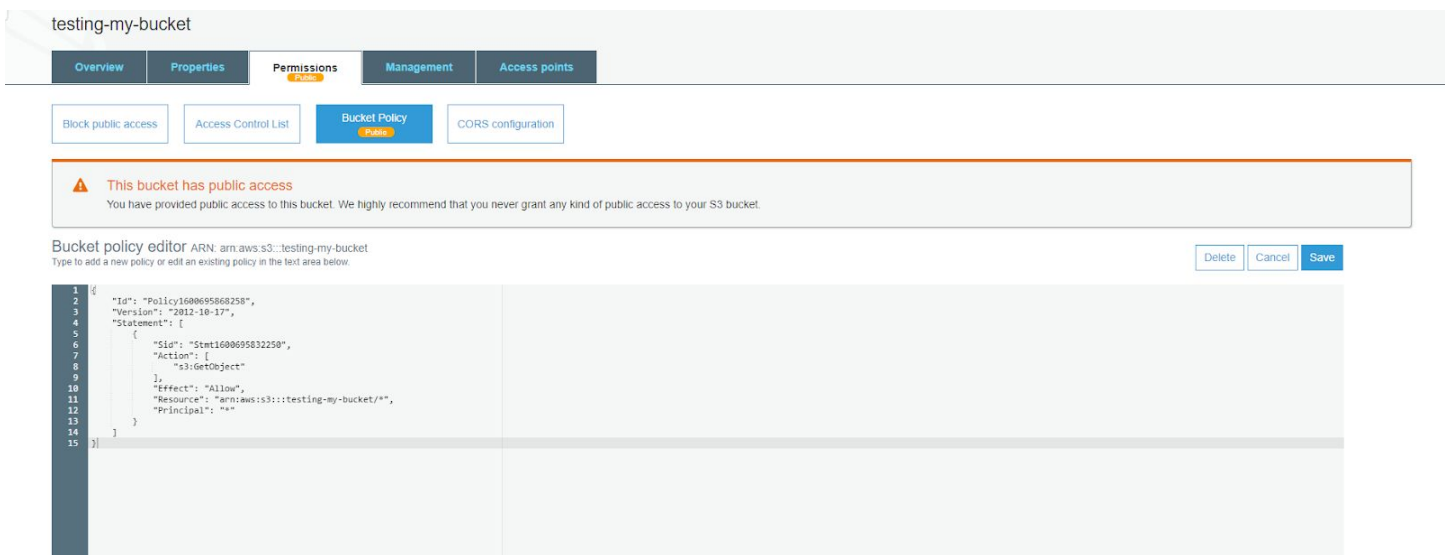 testing-my-bucket
Overview Properties Permissions Management Access points
Public
Block public access Access Control List Bucket Policy CORS configuration
Public
This bucket has public access
You have provided public access to this bucket. We highly recommend that you never grant any kind of public access to your S3 bucket.
Bucket policy editor ARN: arn:aws:s3:::testing-my-bucket
Type to add a new policy or edit an existing policy in the text area below.
Delete Cancel Save
1 {
2 "Id": "Policy1600695868258",
3 "Version": "2012-10-17",
4 "Statement": [
5 {
6 "Sid": "Stmt1600695832250",
7 "Action": [
8 "s3:GetObject"
9 ],
10 "Effect": "Allow",
11 "Resource": "arn:aws:s3:::testing-my-bucket/*",
12 "Principal": "*"
13 }
14 ]
15 }